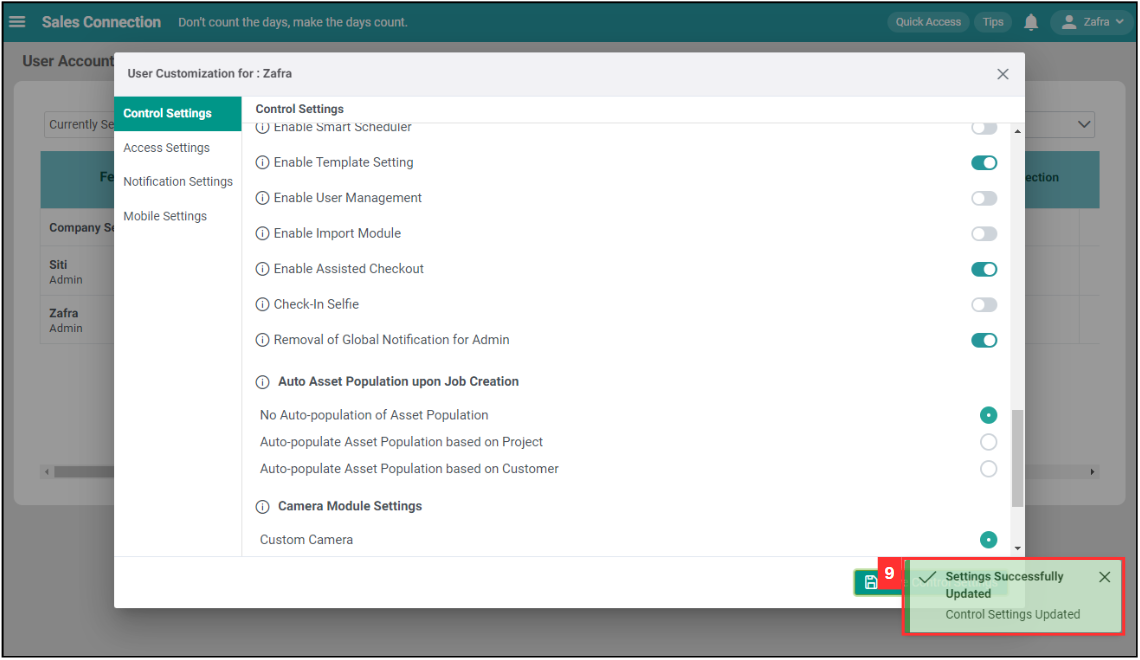 Sales Connection Don't count the days, make the days count. Quick Access Tips Zafra
User Account
User Customization for : Zafra
Control Settings
Access Settings
Notification Settings
Mobile Settings
Control Settings
Enable Smart Scheduler
Enable Template Setting
Enable User Management
Enable Import Module
Enable Assisted Checkout
Check-In Selfie
Removal of Global Notification for Admin
Auto Asset Population upon Job Creation
No Auto-population of Asset Population
Auto-populate Asset Population based on Project
Auto-populate Asset Population based on Customer
Camera Module Settings
Custom Camera
Currently Se
Fe
ection
Company Se
Siti
Admin
Zafra
Admin
9
Settings Successfully
Updated
Control Settings Updated